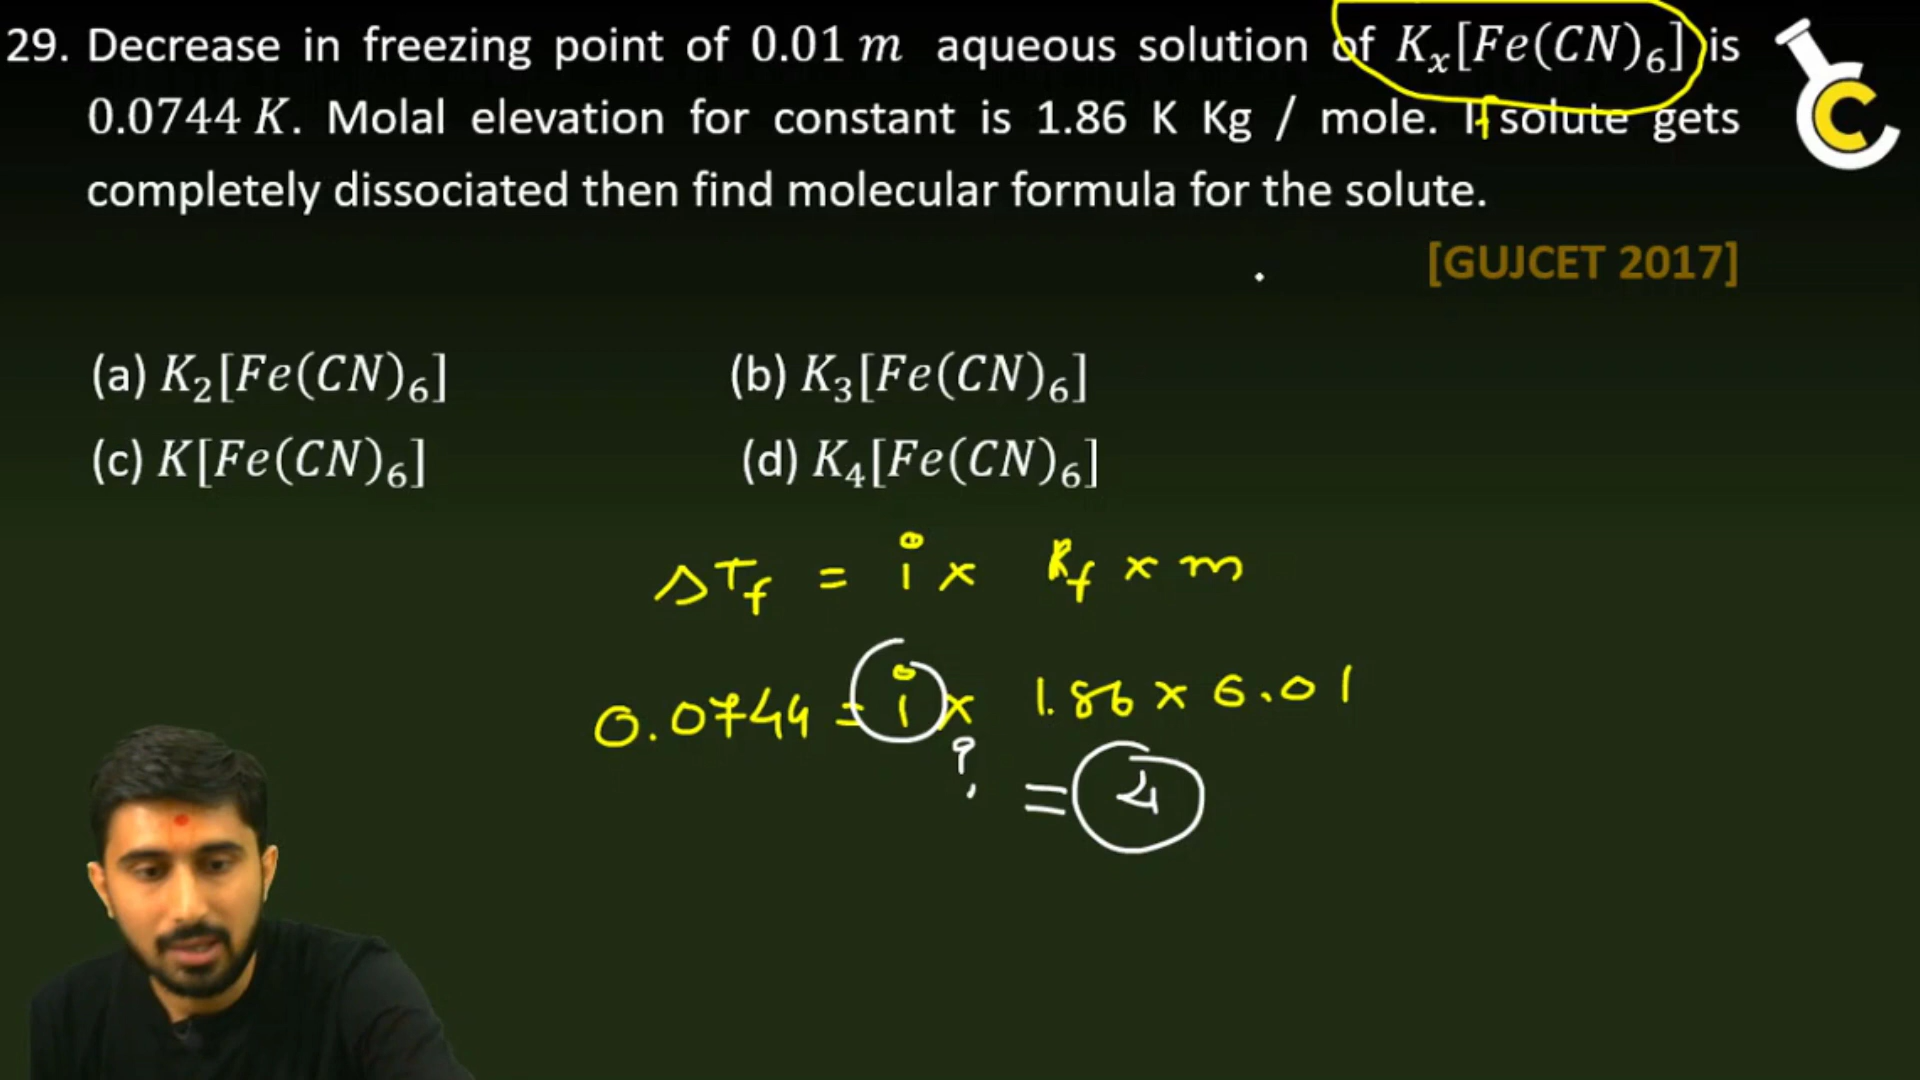 29. Decrease in freezing point of 0.01 m aqueous solution of Kₓ[Fe(CN)₆] is
0.0744 K. Molal elevation for constant is 1.86 K Kg / mole. If solute gets
completely dissociated then find molecular formula for the solute.
[GUJCET 2017]
(a) K₂[Fe(CN)₆] (b) K₃[Fe(CN)₆]
(c) K[Fe(CN)₆] (d) K₄[Fe(CN)₆]
ΔT_f = i × K_f × m
0.0744 = i × 1.86 × 0.01
? = 4
C